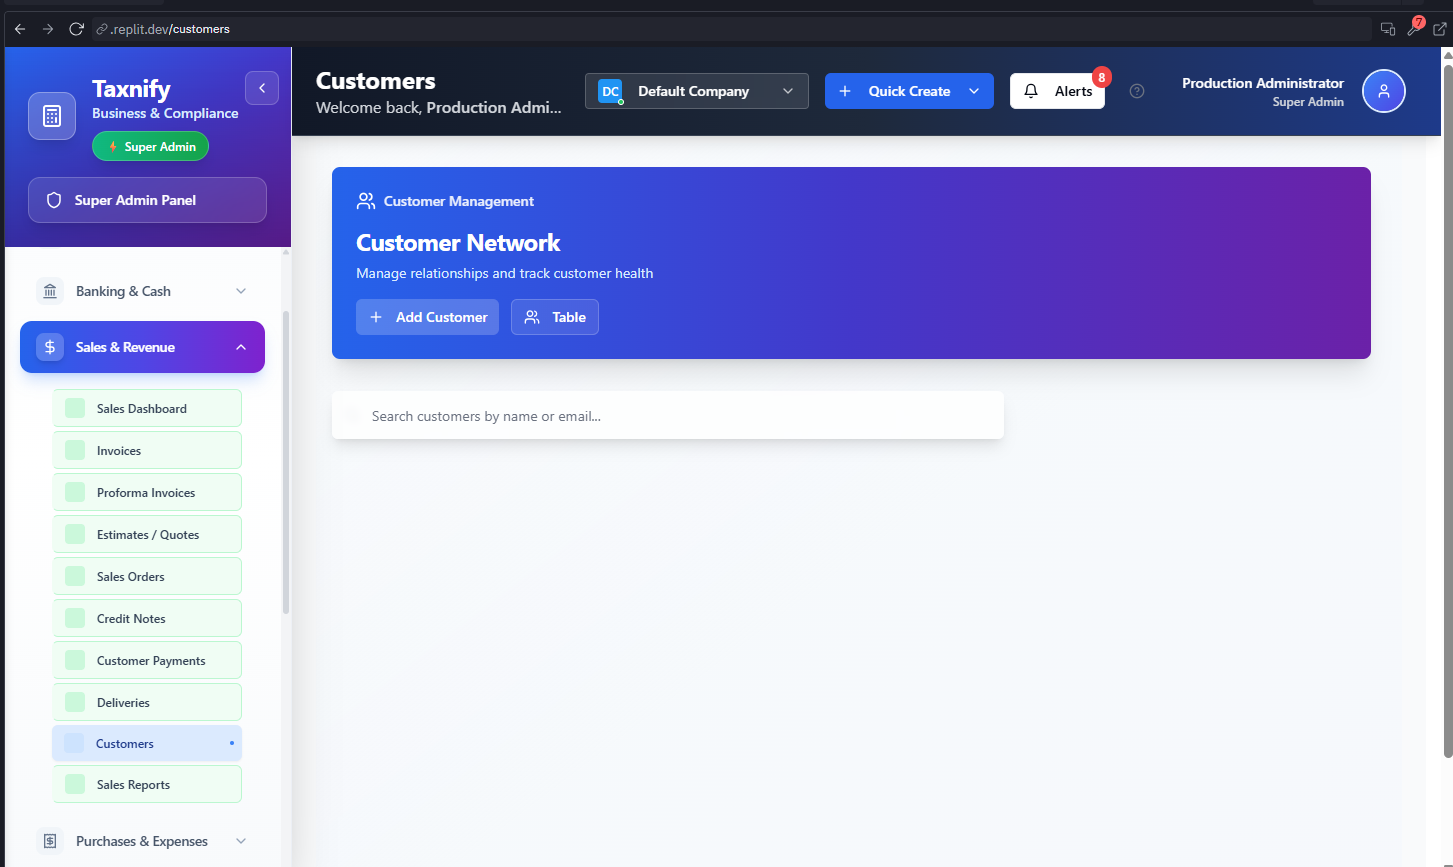 .replit.dev/customers
7
Taxnify
Business & Compliance
Super Admin
Super Admin Panel
Banking & Cash
Sales & Revenue
Sales Dashboard
Invoices
Proforma Invoices
Estimates / Quotes
Sales Orders
Credit Notes
Customer Payments
Deliveries
Customers
Sales Reports
Purchases & Expenses
Customers
Welcome back, Production Admi...
DC Default Company
Quick Create
Alerts
8
Production Administrator
Super Admin
Customer Management
Customer Network
Manage relationships and track customer health
Add Customer
Table
Search customers by name or email...